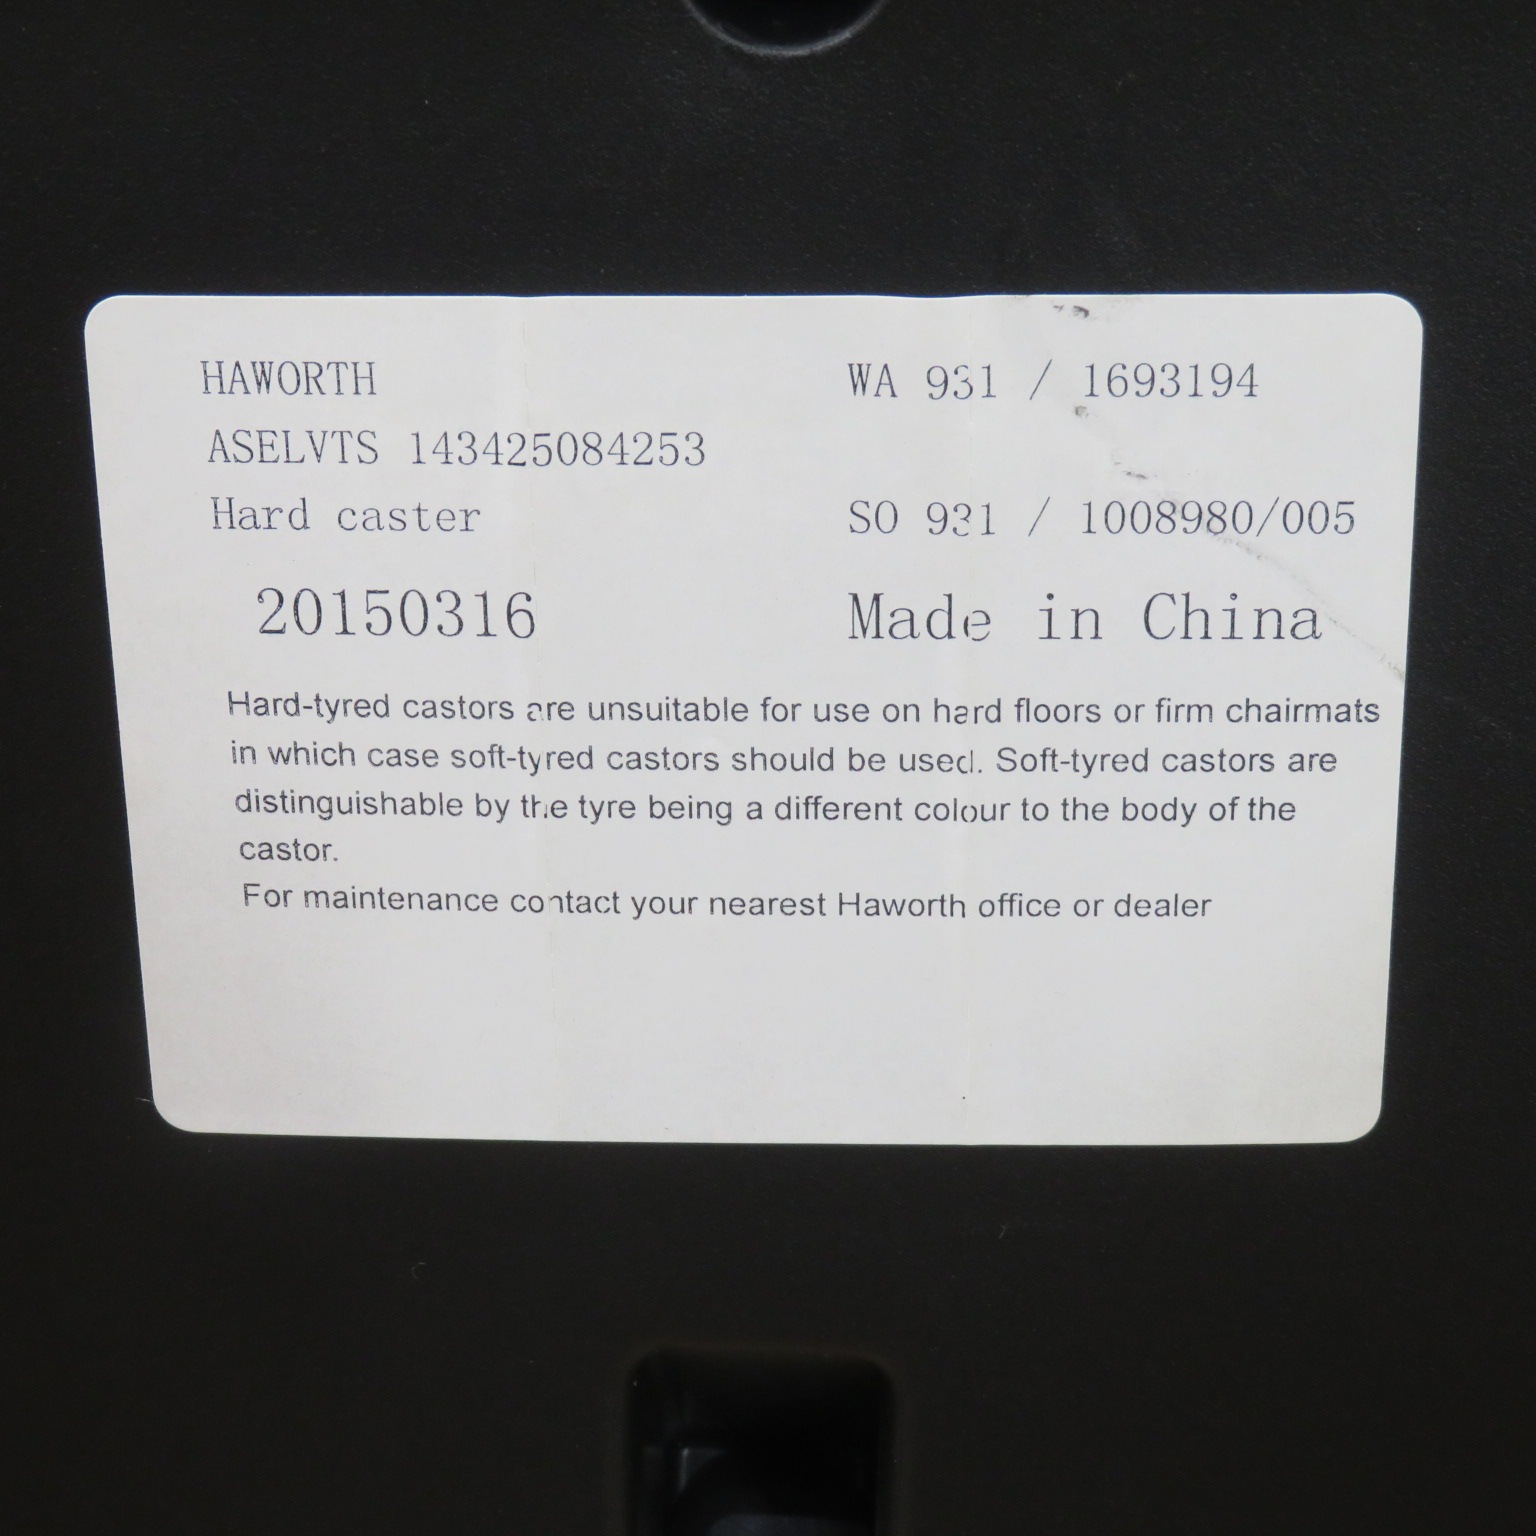 HAWORTH WA 931 / 1693194
ASELVTS 143425084253
Hard caster SO 931 / 1008980/005
20150316 Made in China
Hard-tyred castors are unsuitable for use on hard floors or firm chairmats
in which case soft-tyred castors should be used. Soft-tyred castors are
distinguishable by the tyre being a different colour to the body of the
castor.
For maintenance contact your nearest Haworth office or dealer